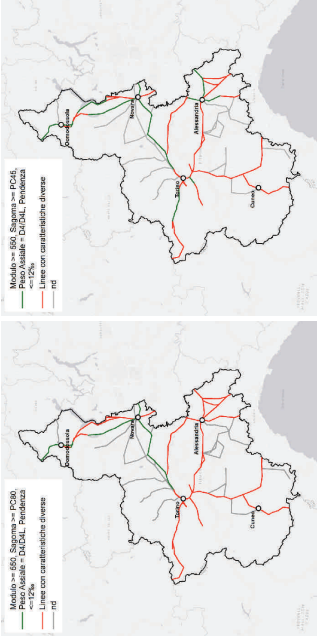 Modulo >= 650, Sagoma >= PC80,
Peso Assiale = D4/D4L, Pendenza
<=12‰
Linee con caratteristiche diverse
nd
Domodossola
Novara
Torino
Alessandria
Cuneo
Modulo >= 550, Sagoma >= PC45,
Peso Assiale = D4/D4L, Pendenza
<=12‰
Linee con caratteristiche diverse
nd
Domodossola
Novara
Torino
Alessandria
Cuneo